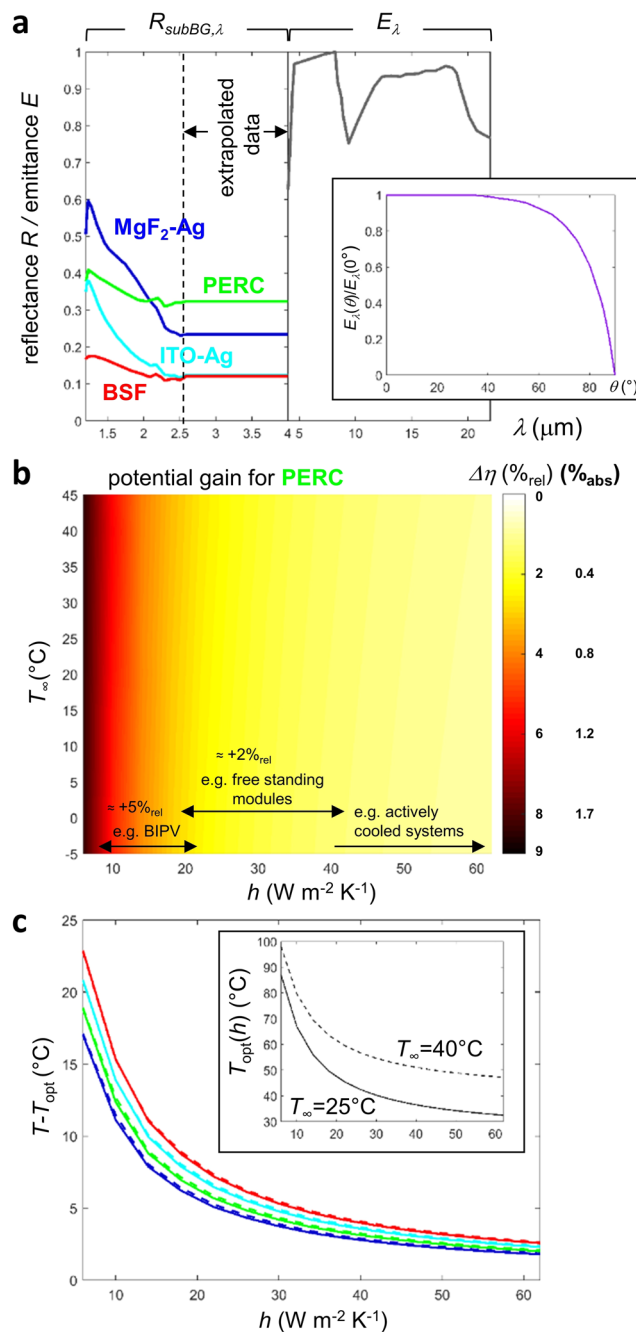 a
R_subBG,λ
E_λ
reflectance R / emittance E
1
0.9
0.8
0.7
0.6
0.5
0.4
0.3
0.2
0.1
0
extrapolated
data
MgF₂-Ag
PERC
ITO-Ag
BSF
1.5
2
2.5
3
3.5
4
5
10
15
20
λ (μm)
E_λ(θ)/E_λ(0°)
1
0.8
0.6
0.4
0.2
0
0
20
40
60
80
θ (°)
b
potential gain for PERC
Δη (%rel) (%abs)
T∞(°C)
45
40
35
30
25
20
15
10
5
0
-5
≈ +5%rel
e.g. BIPV
≈ +2%rel
e.g. free standing
modules
e.g. actively
cooled systems
10
20
30
40
50
60
h (W m⁻² K⁻¹)
0
2
0.4
4
0.8
6
1.2
8
1.7
9
c
T-T_opt (°C)
25
20
15
10
5
0
10
20
30
40
50
60
h (W m⁻² K⁻¹)
T_opt(h) (°C)
100
90
80
70
60
50
40
30
T∞=40°C
T∞=25°C
10
20
30
40
50
60